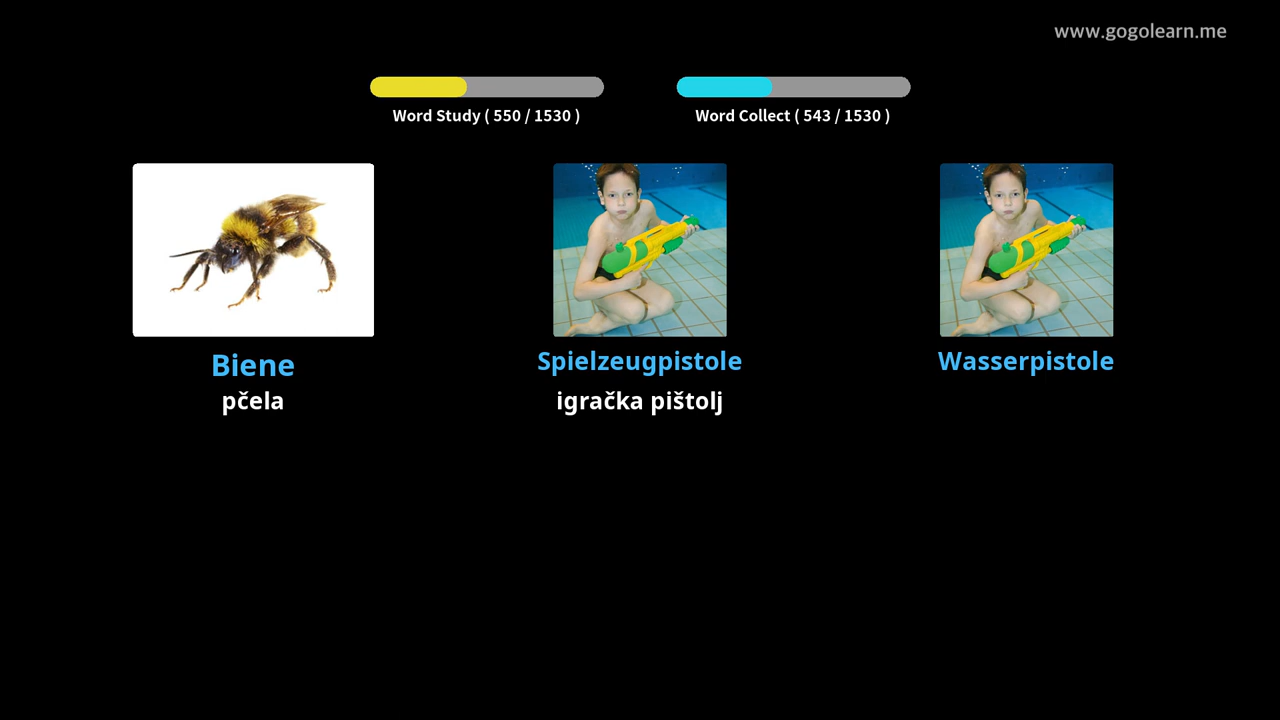 www.gogolearn.me
Word Study ( 550 / 1530 )
Word Collect ( 543 / 1530 )
Biene
pčela
Spielzeugpistole
igračka pištolj
Wasserpistole